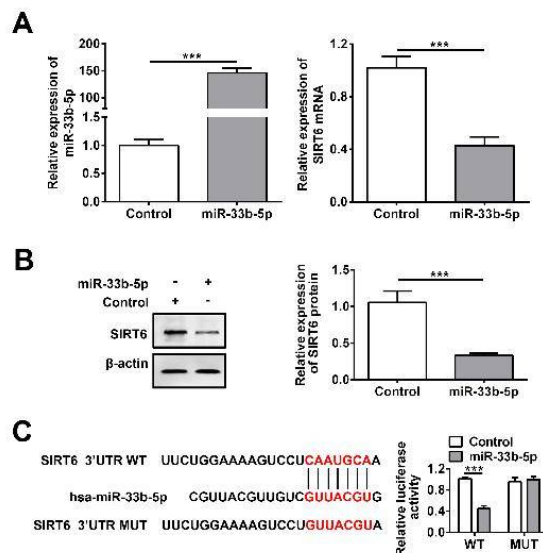 A
Relative expression of
miR-33b-5p
200
150
100
50
1.5
1.0
0.5
0.0
***
Control miR-33b-5p
Relative expression of
SIRT6 mRNA
1.2
0.8
0.4
0.0
***
Control miR-33b-5p
B
miR-33b-5p - +
Control + -
SIRT6
β-actin
Relative expression
of SIRT6 protein
1.5
1.0
0.5
0.0
***
Control miR-33b-5p
C
SIRT6 3'UTR WT UUCUGGAAAAGUCCUCAAUGCAA
hsa-miR-33b-5p CGUUACGUUGUCGUUACGUG
SIRT6 3'UTR MUT UUCUGGAAAAGUCCUGUUACGUA
Control
miR-33b-5p
Relative luciferase
activity
1.2
0.8
0.4
0.0
***
WT MUT